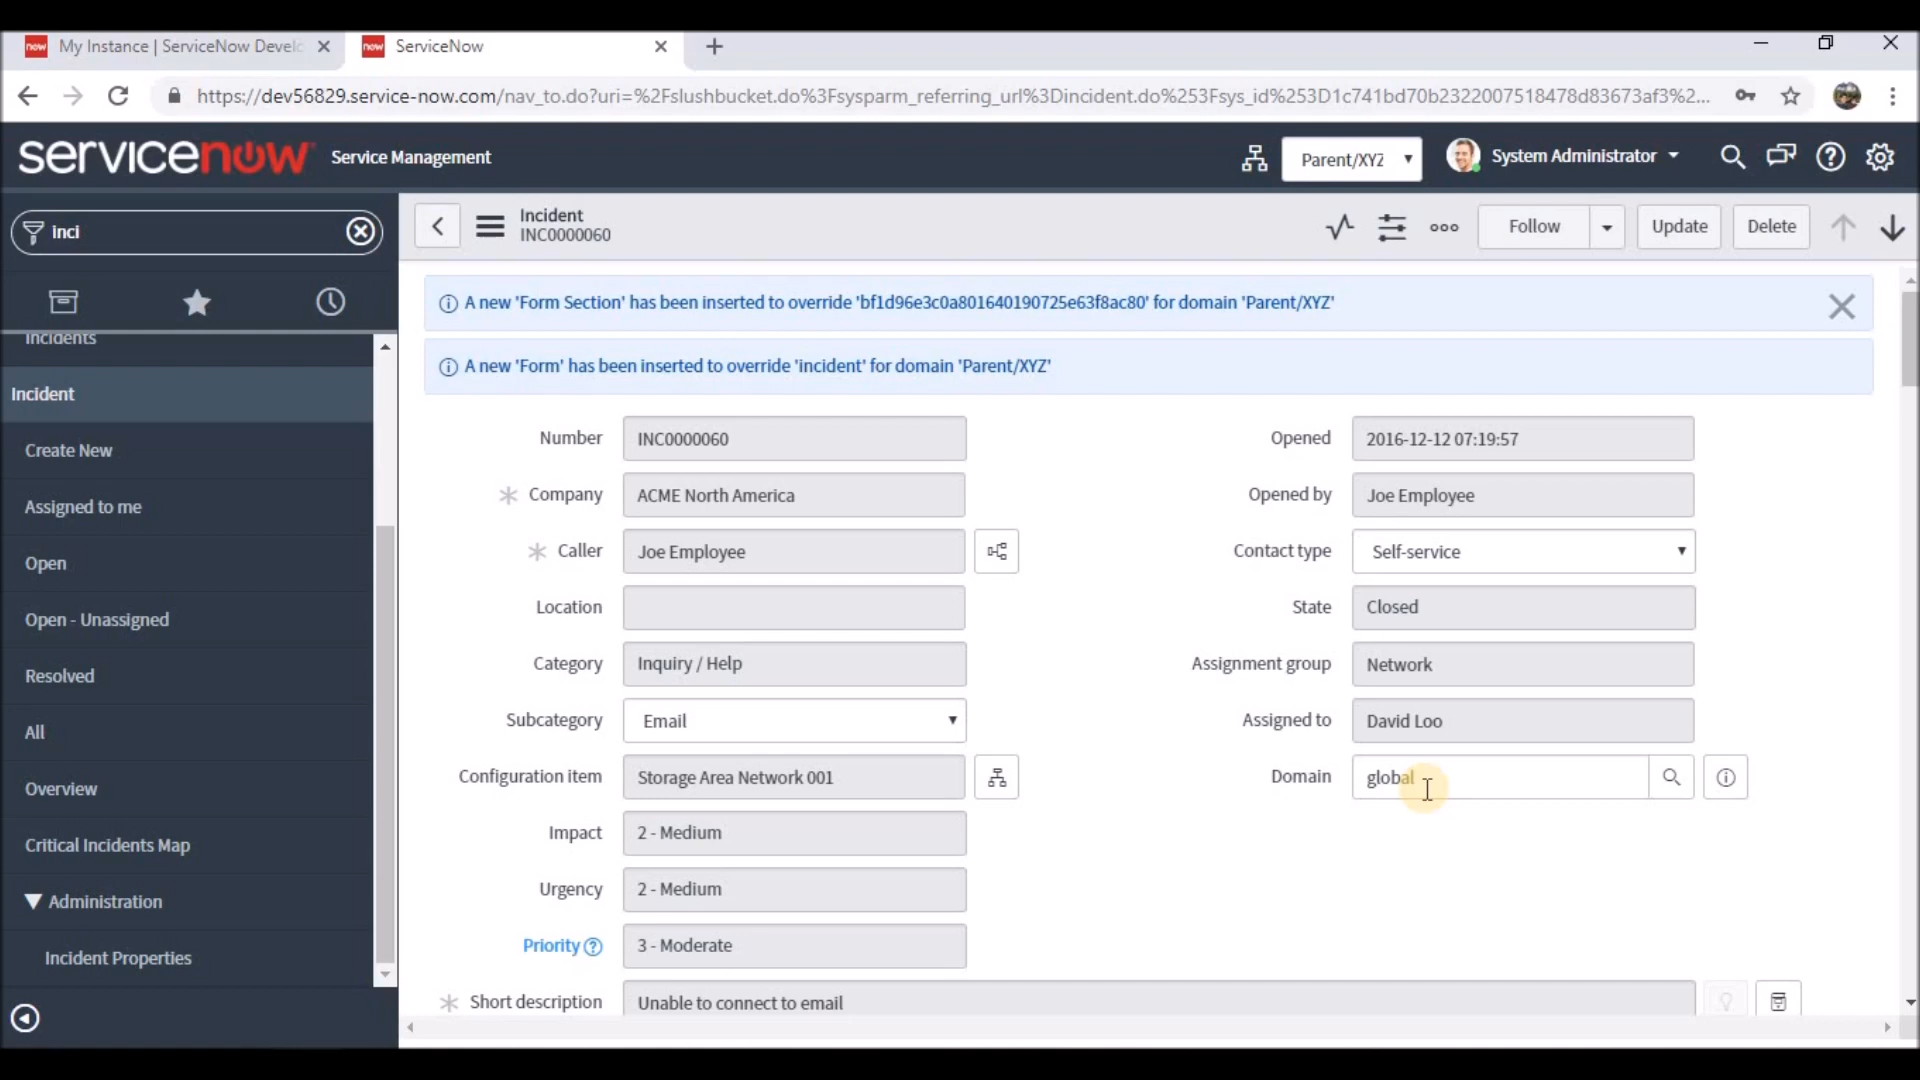 now My Instance | ServiceNow Develo
now ServiceNow
https://dev56829.service-now.com/nav_to.do?uri=%2Fslushbucket.do%3Fsysparm_referring_url%3Dincident.do%253Fsys_id%253D1c741bd70b2322007518478d83673af3%2...
servicenow Service Management
Parent/XYZ
System Administrator
inci
Incident
INC0000060
Follow
Update
Delete
Incidents
Incident
Create New
Assigned to me
Open
Open - Unassigned
Resolved
All
Overview
Critical Incidents Map
Administration
Incident Properties
A new 'Form Section' has been inserted to override 'bf1d96e3c0a801640190725e63f8ac80' for domain 'Parent/XYZ'
A new 'Form' has been inserted to override 'incident' for domain 'Parent/XYZ'
Number INC0000060
Company ACME North America
Caller Joe Employee
Location
Category Inquiry / Help
Subcategory Email
Configuration item Storage Area Network 001
Impact 2 - Medium
Urgency 2 - Medium
Priority 3 - Moderate
Short description Unable to connect to email
Opened 2016-12-12 07:19:57
Opened by Joe Employee
Contact type Self-service
State Closed
Assignment group Network
Assigned to David Loo
Domain global